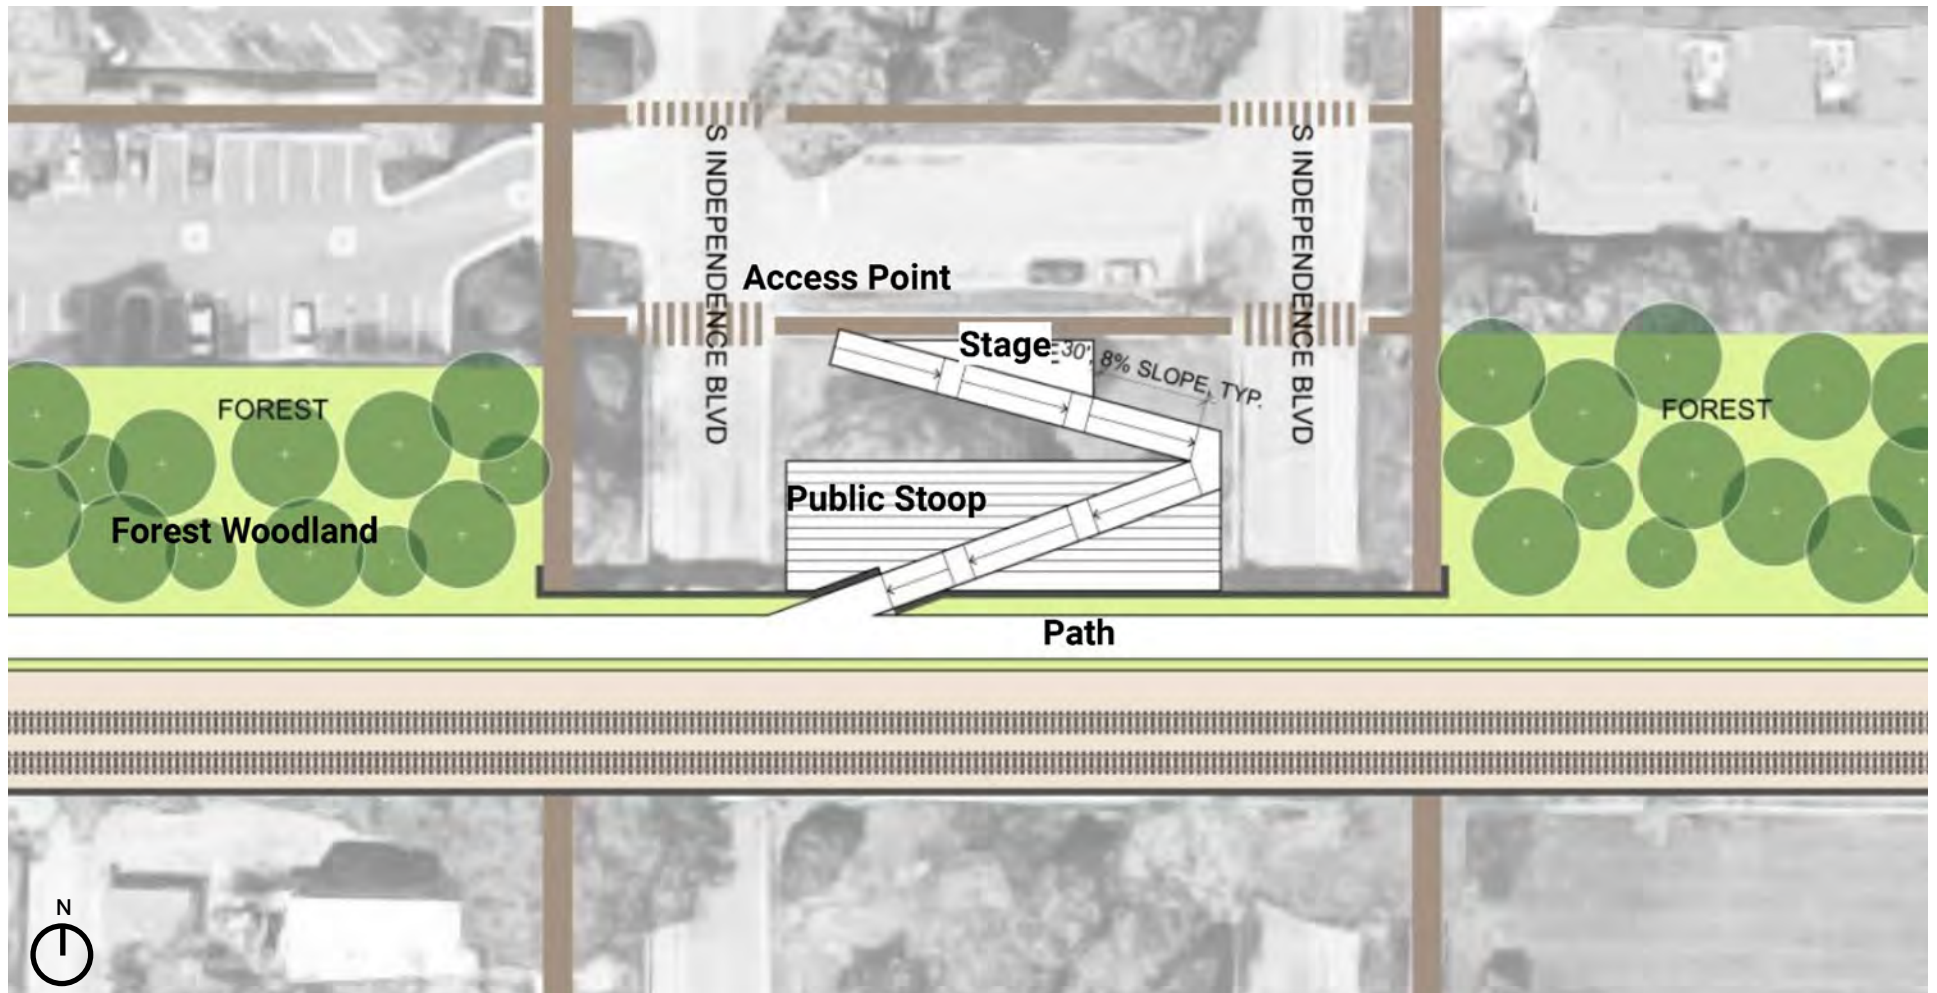 S INDEPENDENCE BLVD
S INDEPENDENCE BLVD
Access Point
Stage
30', 8% SLOPE, TYP.
FOREST
FOREST
Public Stoop
Forest Woodland
Path
N